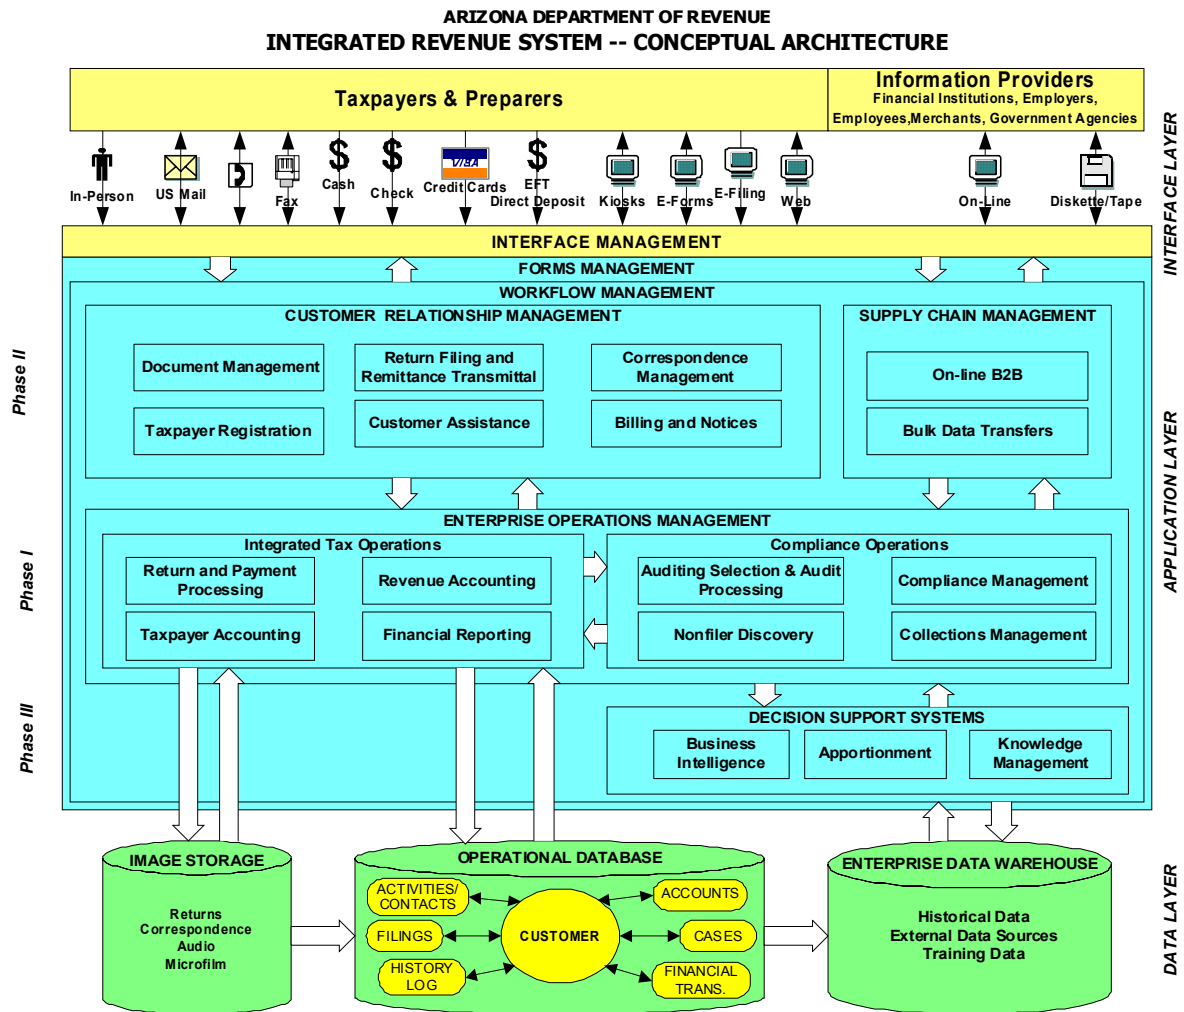 ARIZONA DEPARTMENT OF REVENUE
INTEGRATED REVENUE SYSTEM -- CONCEPTUAL ARCHITECTURE
Taxpayers & Preparers
Information Providers
Financial Institutions, Employers,
Employees,Merchants, Government Agencies
In-Person
US Mail
Fax
$
Cash
$
Check
VISA
Credit Cards
$
EFT
Direct Deposit
Kiosks
E-Forms
E-Filing
Web
On-Line
Diskette/Tape
INTERFACE LAYER
INTERFACE MANAGEMENT
FORMS MANAGEMENT
WORKFLOW MANAGEMENT
Phase II
CUSTOMER RELATIONSHIP MANAGEMENT
Document Management
Return Filing and
Remittance Transmittal
Correspondence
Management
Taxpayer Registration
Customer Assistance
Billing and Notices
SUPPLY CHAIN MANAGEMENT
On-line B2B
Bulk Data Transfers
APPLICATION LAYER
Phase I
ENTERPRISE OPERATIONS MANAGEMENT
Integrated Tax Operations
Return and Payment
Processing
Revenue Accounting
Taxpayer Accounting
Financial Reporting
Compliance Operations
Auditing Selection & Audit
Processing
Compliance Management
Nonfiler Discovery
Collections Management
Phase III
DECISION SUPPORT SYSTEMS
Business
Intelligence
Apportionment
Knowledge
Management
IMAGE STORAGE
Returns
Correspondence
Audio
Microfilm
OPERATIONAL DATABASE
ACTIVITIES/
CONTACTS
FILINGS
HISTORY
LOG
CUSTOMER
ACCOUNTS
CASES
FINANCIAL
TRANS.
ENTERPRISE DATA WAREHOUSE
Historical Data
External Data Sources
Training Data
DATA LAYER